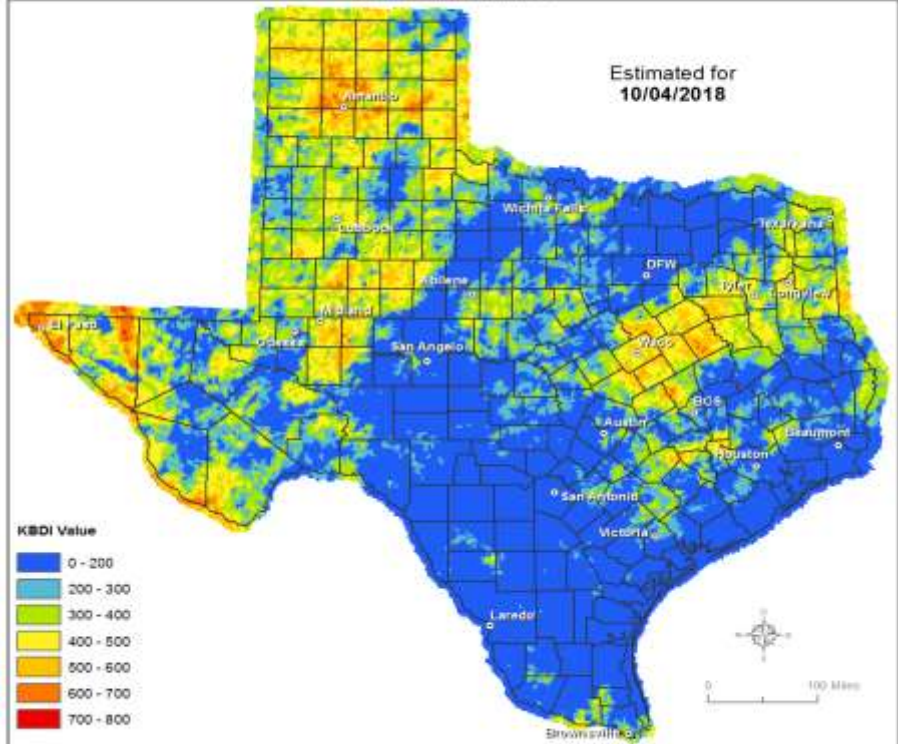 Estimated for
10/04/2018
Amarillo
Wichita Falls
Lubbock
Texarkana
DFW
Abilene
Tyler
Longview
Midland
El Paso
Odessa
Waco
San Angelo
BCS
Austin
Beaumont
Houston
San Antonio
Victoria
KBDI Value
0 - 200
200 - 300
300 - 400
400 - 500
500 - 600
600 - 700
700 - 800
Laredo
0 100 Miles
Brownsville